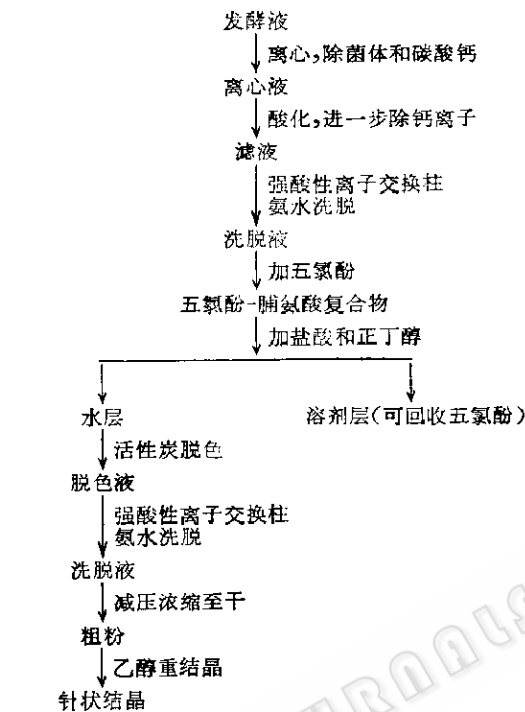 发酵液
离心,除菌体和碳酸钙
离心液
酸化,进一步除钙离子
滤液
强酸性离子交换柱
氨水洗脱
洗脱液
加五氯酚
五氯酚-脯氨酸复合物
加盐酸和正丁醇
水层
溶剂层(可回收五氯酚)
活性炭脱色
脱色液
强酸性离子交换柱
氨水洗脱
洗脱液
减压浓缩至干
粗粉
乙醇重结晶
针状结晶